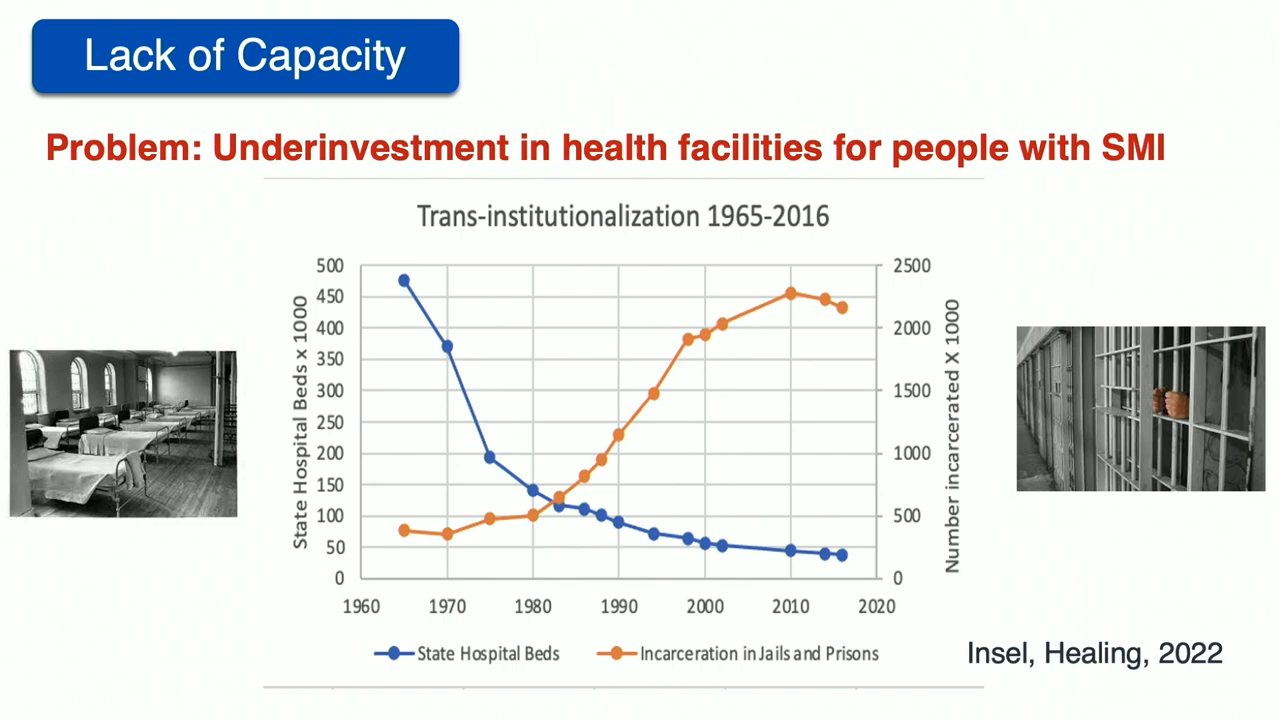 Lack of Capacity
Problem: Underinvestment in health facilities for people with SMI
Trans-institutionalization 1965-2016
State Hospital Beds x 1000
500
450
400
350
300
250
200
150
100
50
0
2500
2000
1500
1000
500
0
Number incarcerated X 1000
1960 1970 1980 1990 2000 2010 2020
State Hospital Beds Incarceration in Jails and Prisons
Insel, Healing, 2022